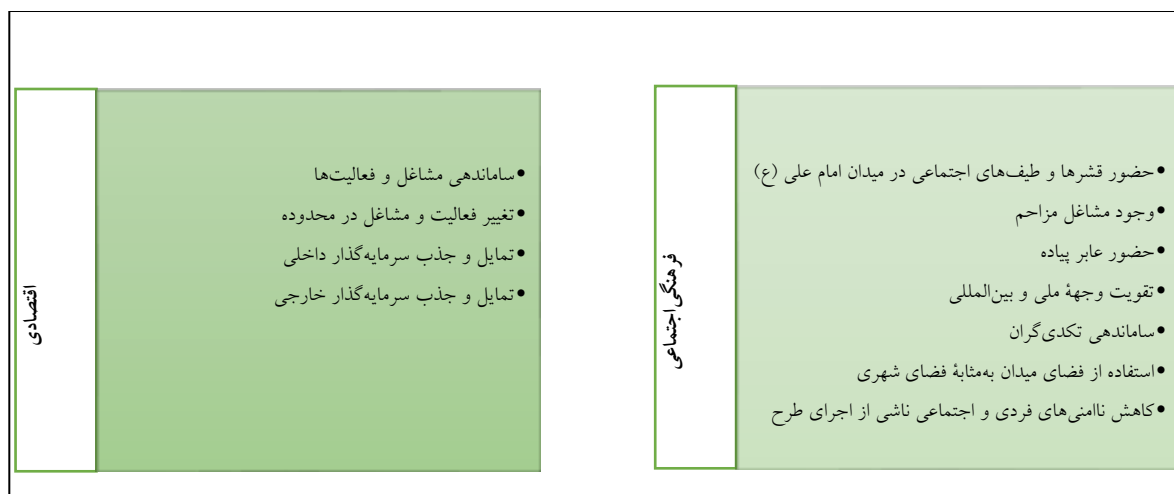 فرهنگی اجتماعی
•حضور قشرها و طیف‌های اجتماعی در میدان امام علی (ع)
•وجود مشاغل مزاحم
•حضور عابر پیاده
•تقویت وجههٔ ملی و بین‌المللی
•ساماندهی تکدی‌گران
•استفاده از فضای میدان به‌مثابهٔ فضای شهری
•کاهش ناامنی‌های فردی و اجتماعی ناشی از اجرای طرح
اقتصادی
•ساماندهی مشاغل و فعالیت‌ها
•تغییر فعالیت و مشاغل در محدوده
•تمایل و جذب سرمایه‌گذار داخلی
•تمایل و جذب سرمایه‌گذار خارجی